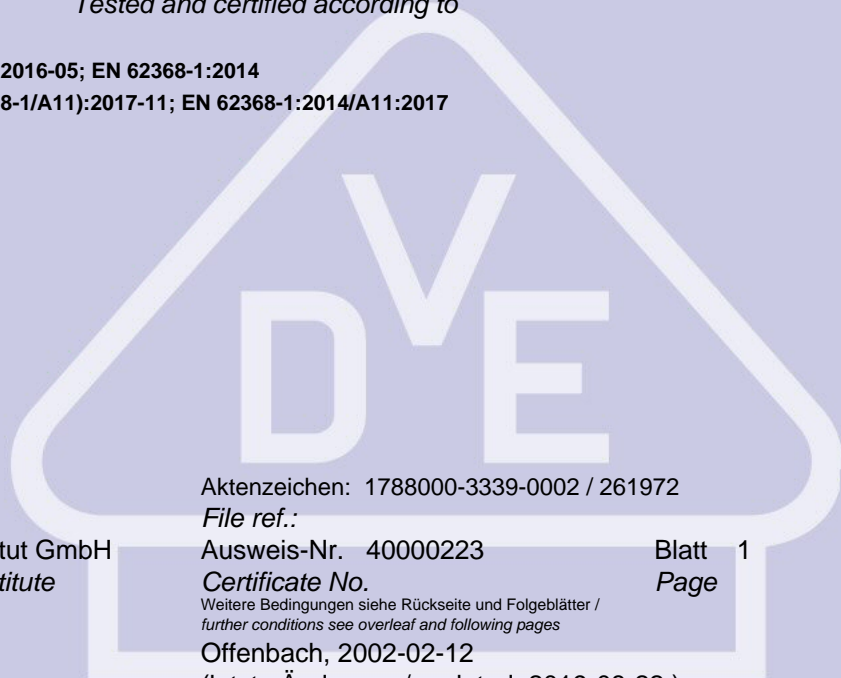 Tested and certified according to
2016-05; EN 62368-1:2014
8-1/A11):2017-11; EN 62368-1:2014/A11:2017
VDE
Aktenzeichen: 1788000-3339-0002 / 261972
File ref.:
tut GmbH Ausweis-Nr. 40000223 Blatt 1
titute Certificate No. Page
Weitere Bedingungen siehe Rückseite und Folgeblätter /
further conditions see overleaf and following pages
Offenbach, 2002-02-12